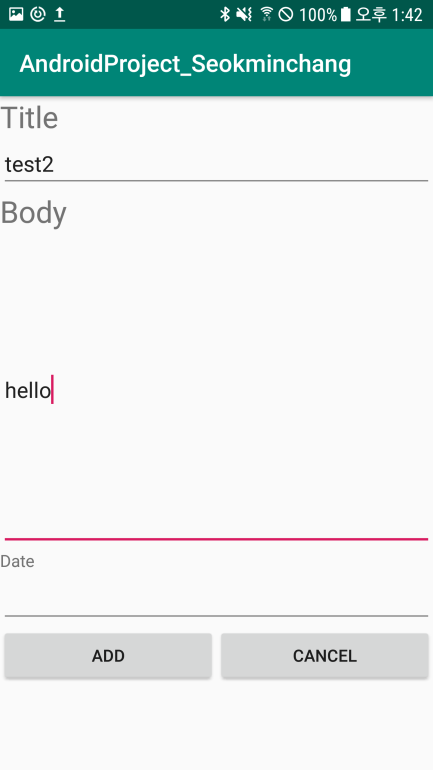 100% 오후 1:42
AndroidProject_Seokminchang
Title
test2
Body
hello
Date
ADD CANCEL